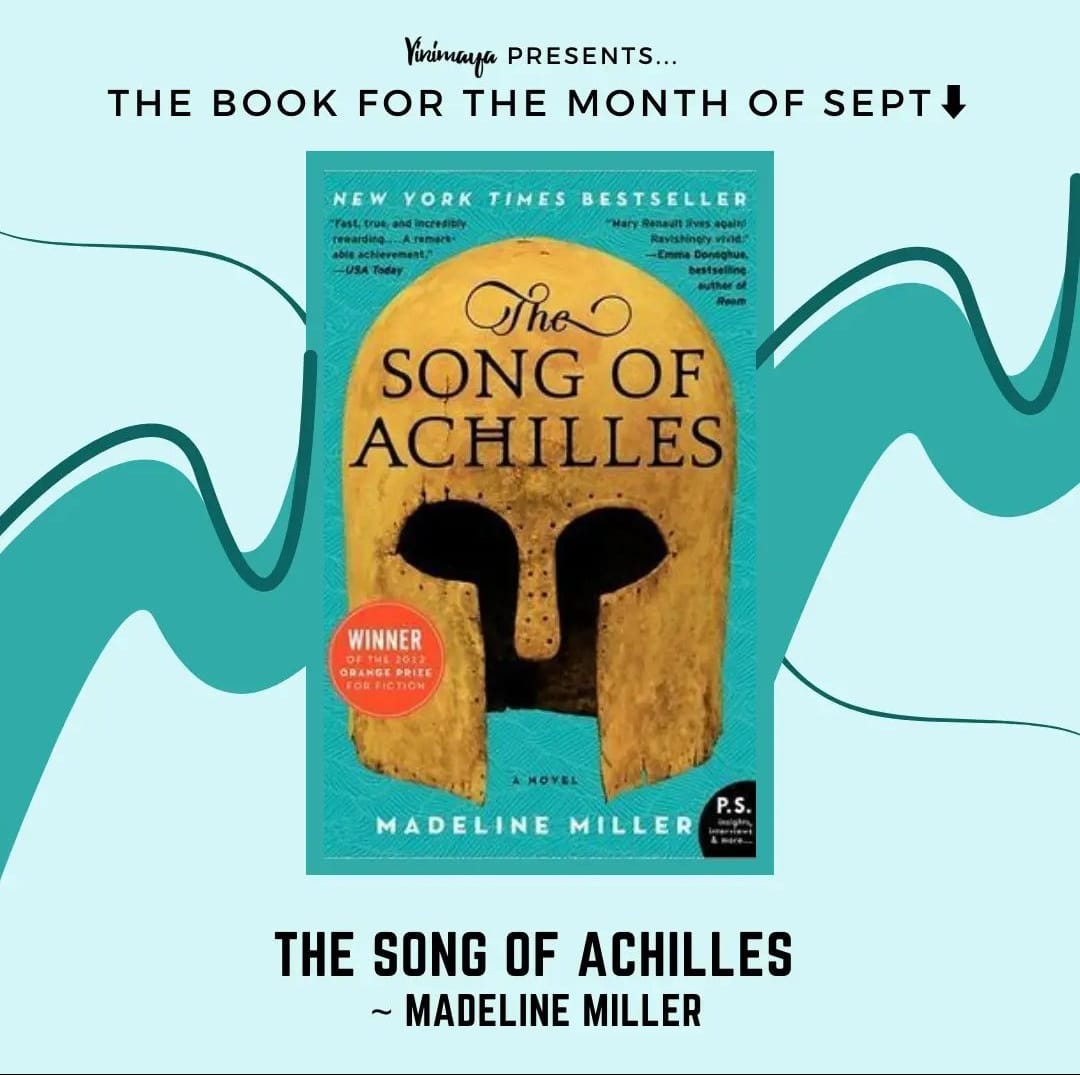 Vinimaya PRESENTS...
THE BOOK FOR THE MONTH OF SEPT
NEW YORK TIMES BESTSELLER
"Fast, true, and incredibly
rewarding.... A remark-
able achievement."
—USA Today
"Mary Renault lives again!
Ravishingly vivid."
—Emma Donoghue,
bestselling
author of
Room
The
SONG OF
ACHILLES
WINNER
OF THE 2012
ORANGE PRIZE
FOR FICTION
A NOVEL
MADELINE MILLER
P.S.
insights,
interviews
& more...
THE SONG OF ACHILLES
~ MADELINE MILLER